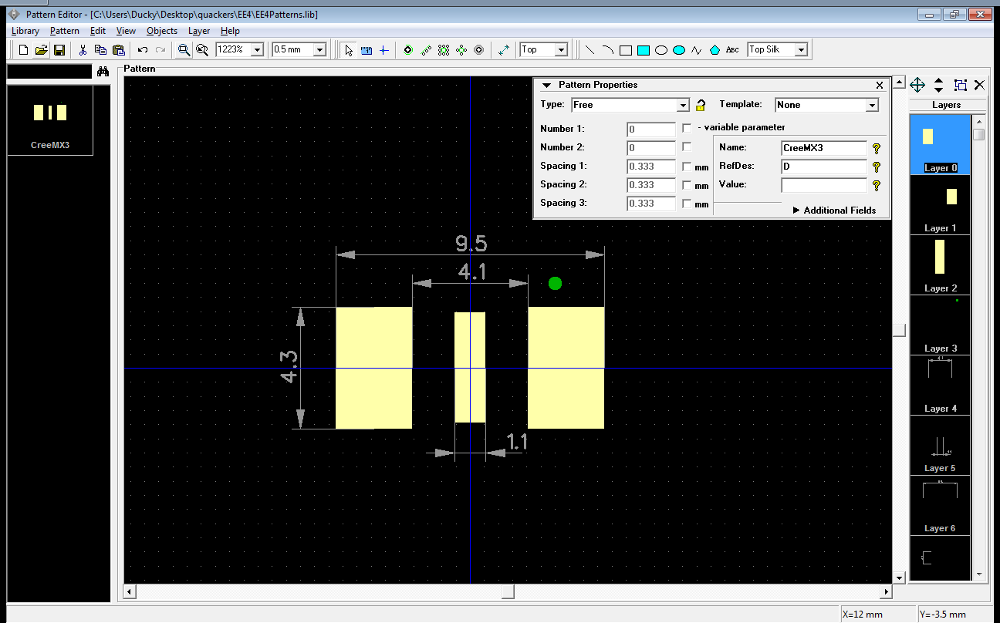 Pattern Editor - [C:\Users\Ducky\Desktop\quackers\EE4\EE4Patterns.lib]
Library Pattern Edit View Objects Layer Help
1223% 0.5 mm Top ABC Top Silk
Pattern
CreeMX3
Pattern Properties
Type: Free Template: None
Number 1: 0 - variable parameter
Number 2: 0 Name: CreeMX3
Spacing 1: 0.333 mm RefDes: D
Spacing 2: 0.333 mm Value:
Spacing 3: 0.333 mm
Additional Fields
9.5
4.1
4.3
1.1
Layers
Layer 0
Layer 1
Layer 2
Layer 3
Layer 4
Layer 5
Layer 6
X=12 mm Y=-3.5 mm